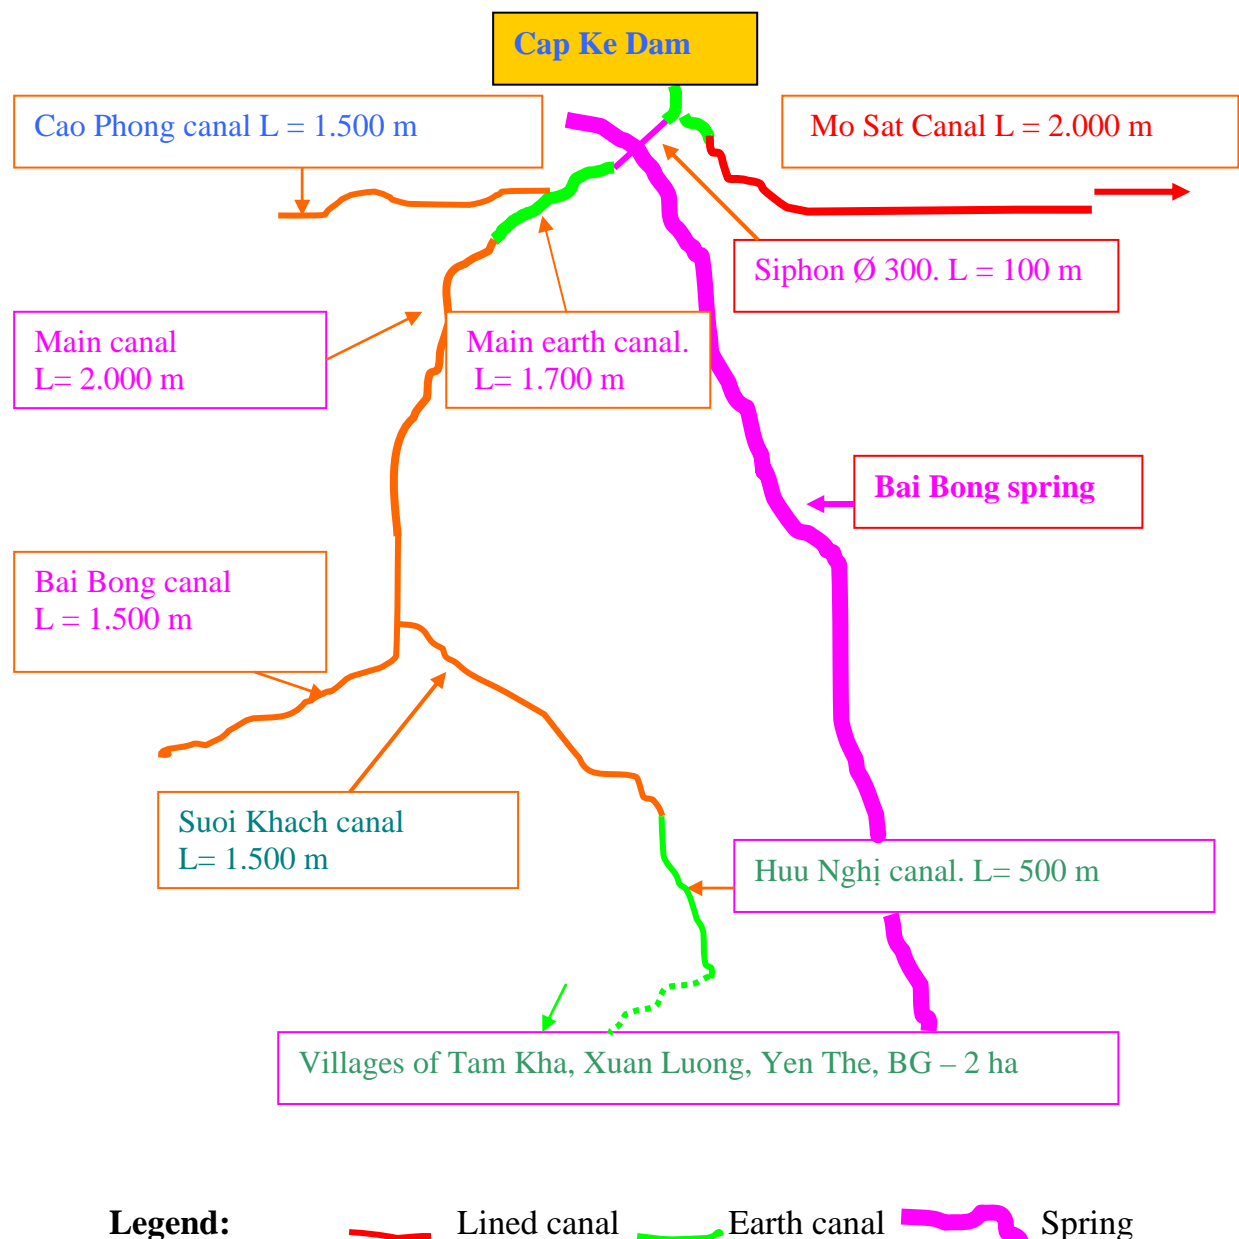 Cap Ke Dam
Cao Phong canal L = 1.500 m
Mo Sat Canal L = 2.000 m
Siphon Ø 300. L = 100 m
Main canal
L= 2.000 m
Main earth canal.
L= 1.700 m
Bai Bong spring
Bai Bong canal
L = 1.500 m
Suoi Khach canal
L= 1.500 m
Huu Nghị canal. L= 500 m
Villages of Tam Kha, Xuan Luong, Yen The, BG – 2 ha
Legend: Lined canal Earth canal Spring